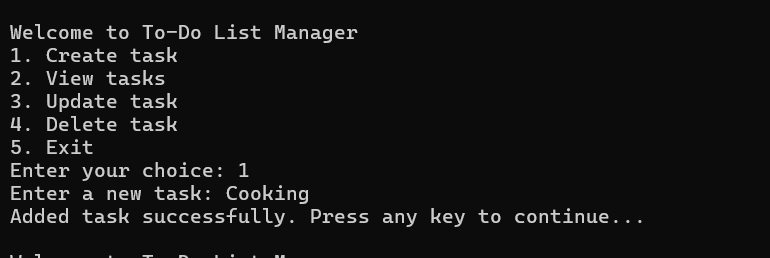 Welcome to To-Do List Manager
1. Create task
2. View tasks
3. Update task
4. Delete task
5. Exit
Enter your choice: 1
Enter a new task: Cooking
Added task successfully. Press any key to continue...